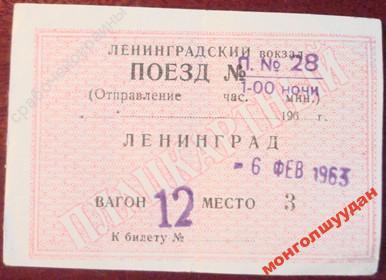 ЛЕНИНГРАДСКИЙ вокзал
ПОЕЗД № П. № 28
1-00 НОЧИ
(Отправление час. мин.)
196 г.
ЛЕНИНГРАД
- 6 ФЕВ 1963
ПЛАЦКАРТНЫЙ
ВАГОН 12 МЕСТО 3
К билету №
монголшуудан